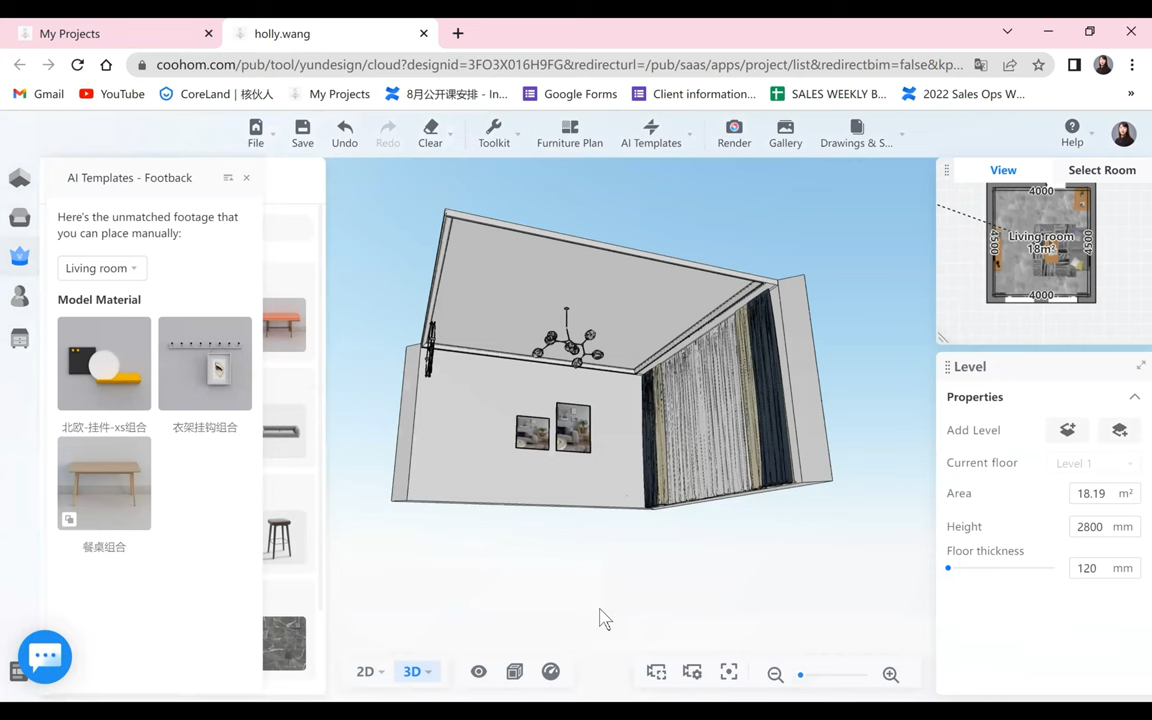 My Projects
holly.wang
coohom.com/pub/tool/yundesign/cloud?designid=3FO3X016H9FG&redirecturl=/pub/saas/apps/project/list&redirectbim=false&kp...
Gmail
YouTube
CoreLand | 核伙人
My Projects
8月公开课安排 - In...
Google Forms
Client information...
SALES WEEKLY B...
2022 Sales Ops W...
»
File
Save
Undo
Redo
Clear
Toolkit
Furniture Plan
AI Templates
Render
Gallery
Drawings & S...
Help
AI Templates - Footback
Here's the unmatched footage that
you can place manually:
Living room
Model Material
北欧-挂件-xs组合
衣架挂钩组合
餐桌组合
View
Select Room
4000
4500
Living room
18m²
4500
4000
Level
Properties
Add Level
Current floor
Level 1
Area
18.19 m²
Height
2800 mm
Floor thickness
120 mm
2D
3D